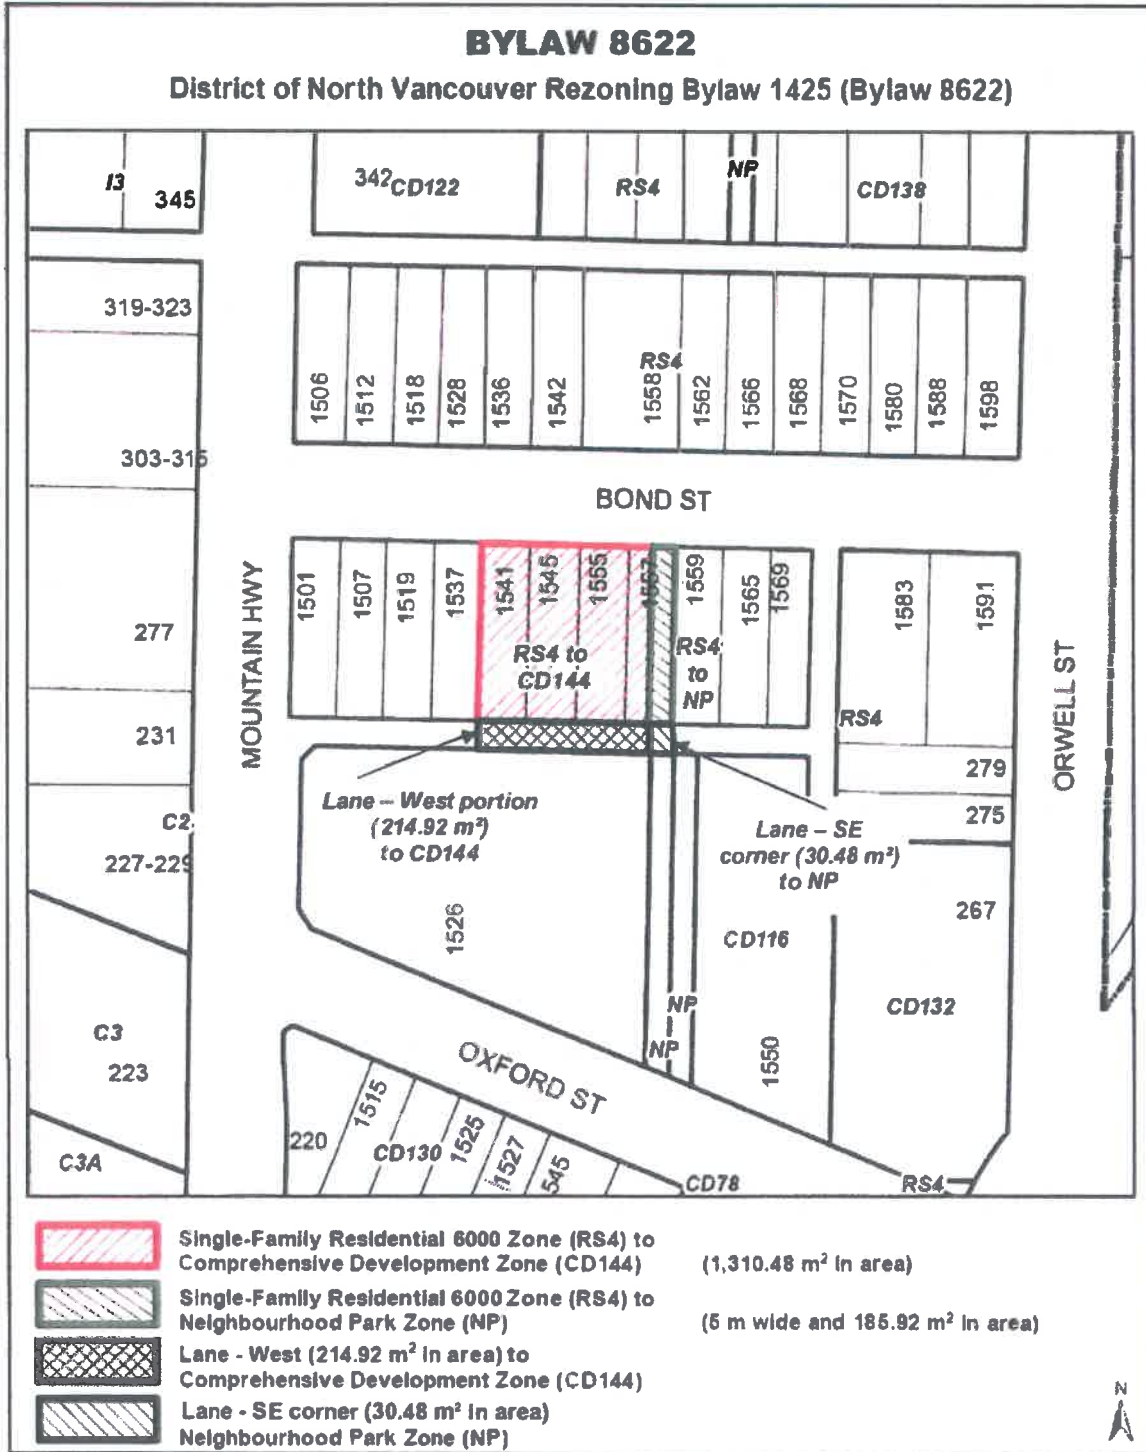 BYLAW 8622
District of North Vancouver Rezoning Bylaw 1425 (Bylaw 8622)
I3
345
342
CD122
RS4
NP
CD138
319-323
303-315
277
231
C2
227-229
C3
223
C3A
MOUNTAIN HWY
1506
1512
1518
1528
1536
1542
RS4
1558
1562
1566
1568
1570
1580
1588
1598
BOND ST
1501
1507
1519
1537
1541
1545
1555
1557
1559
1565
1569
1583
1591
RS4 to
CD144
RS4
to
NP
RS4
279
275
ORWELL ST
Lane – West portion
(214.92 m²)
to CD144
Lane – SE
corner (30.48 m²)
to NP
1526
CD116
267
CD132
NP
NP
1550
OXFORD ST
220
1515
CD130
1525
1527
545
CD78
RS4
Single-Family Residential 6000 Zone (RS4) to
Comprehensive Development Zone (CD144) (1,310.48 m² in area)
Single-Family Residential 6000 Zone (RS4) to
Neighbourhood Park Zone (NP) (5 m wide and 185.92 m² in area)
Lane - West (214.92 m² in area) to
Comprehensive Development Zone (CD144)
Lane - SE corner (30.48 m² in area)
Neighbourhood Park Zone (NP)
N